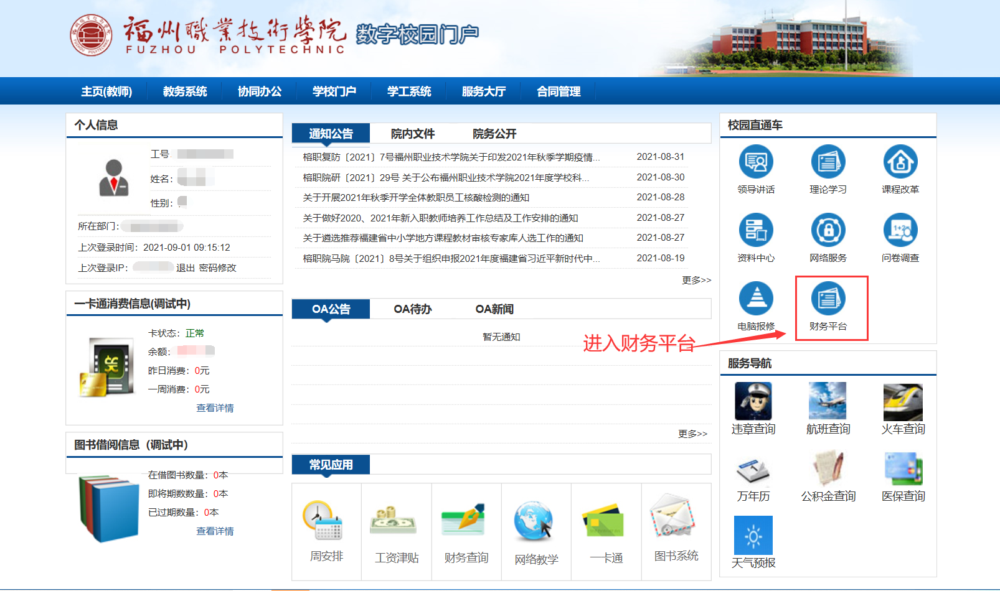 福州職業技術學院 数字校园门户
FUZHOU POLYTECHNIC
主页(教师) 教务系统 协同办公 学校门户 学工系统 服务大厅 合同管理
个人信息
工号
姓名：
性别：
所在部门：
上次登录时间：2021-09-01 09:15:12
上次登录IP： 退出 密码修改
一卡通消费信息(调试中)
卡状态：正常
余额：
昨日消费：0元
一周消费：0元
查看详情
图书借阅信息（调试中）
在借图书数量：0本
即将期数数量：0本
已过期数量：0本
查看详情
通知公告 院内文件 院务公开
榕职复防〔2021〕7号福州职业技术学院关于印发2021年秋季学期疫情... 2021-08-31
榕职院研〔2021〕29号 关于公布福州职业技术学院2021年度学校科... 2021-08-30
关于开展2021年秋季开学全体教职员工核酸检测的通知 2021-08-28
关于做好2020、2021年新入职教师培养工作总结及工作安排的通知 2021-08-27
关于遴选推荐福建省中小学地方课程教材审核专家库人选工作的通知 2021-08-27
榕职院马院〔2021〕8号关于组织申报2021年度福建省习近平新时代中... 2021-08-19
更多>>
OA公告 OA待办 OA新闻
暂无通知
进入财务平台
更多>>
常见应用
周安排 工资津贴 财务查询 网络教学 一卡通 图书系统
校园直通车
领导讲话 理论学习 课程改革
1+2=
资料中心 网络服务 问卷调查
电脑报修 财务平台
服务导航
违章查询 航班查询 火车查询
万年历 公积金查询 医保查询
天气预报